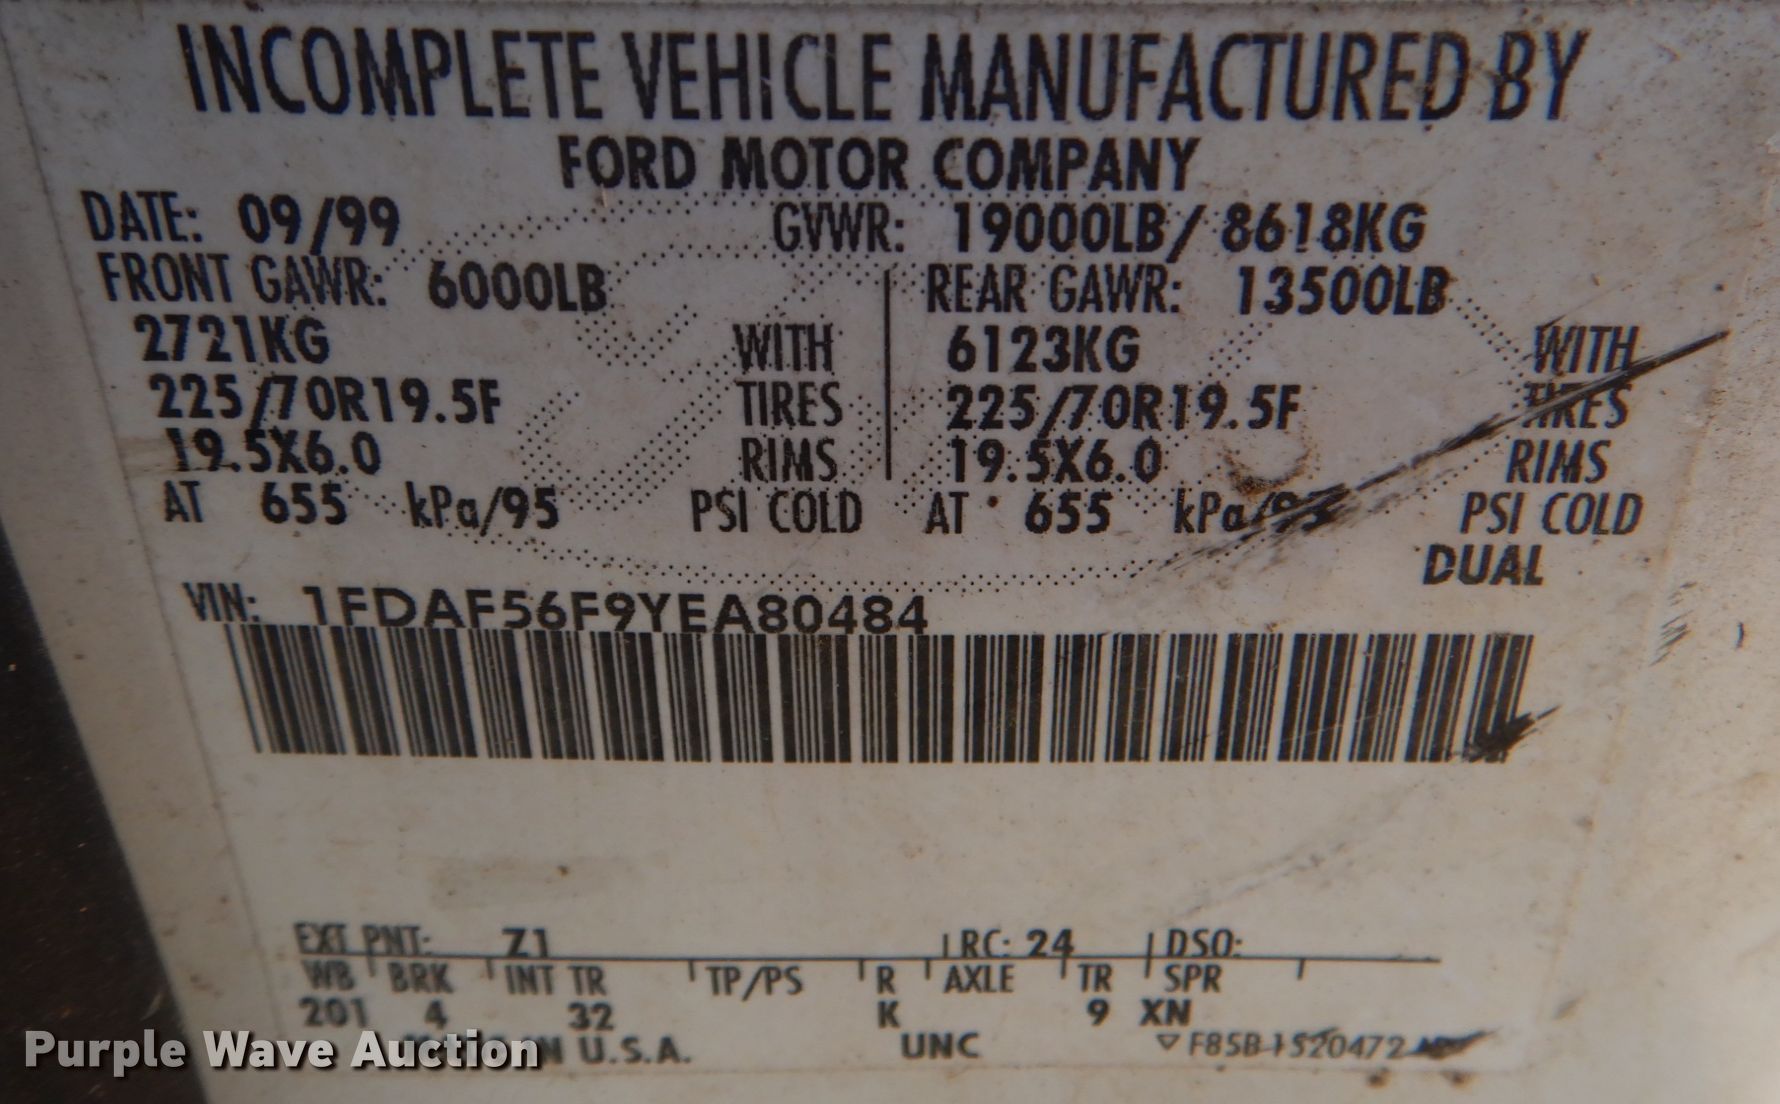 INCOMPLETE VEHICLE MANUFACTURED BY
FORD MOTOR COMPANY
DATE: 09/99 GVWR: 19000LB/ 8618KG
FRONT GAWR: 6000LB REAR GAWR: 13500LB
2721KG WITH 6123KG WITH
225/70R19.5F TIRES 225/70R19.5F TIRES
19.5X6.0 RIMS 19.5X6.0 RIMS
AT 655 kPa/95 PSI COLD AT 655 kPa/95 PSI COLD
DUAL
VIN: 1FDAF56F9YEA80484
EXT PNT: Z1 RC: 24 DSO:
WB BRK INT TR TP/PS R AXLE TR SPR
201 4 32 K 9 XN
U.S.A. UNC ▽ F85B-1520472
Purple Wave Auction